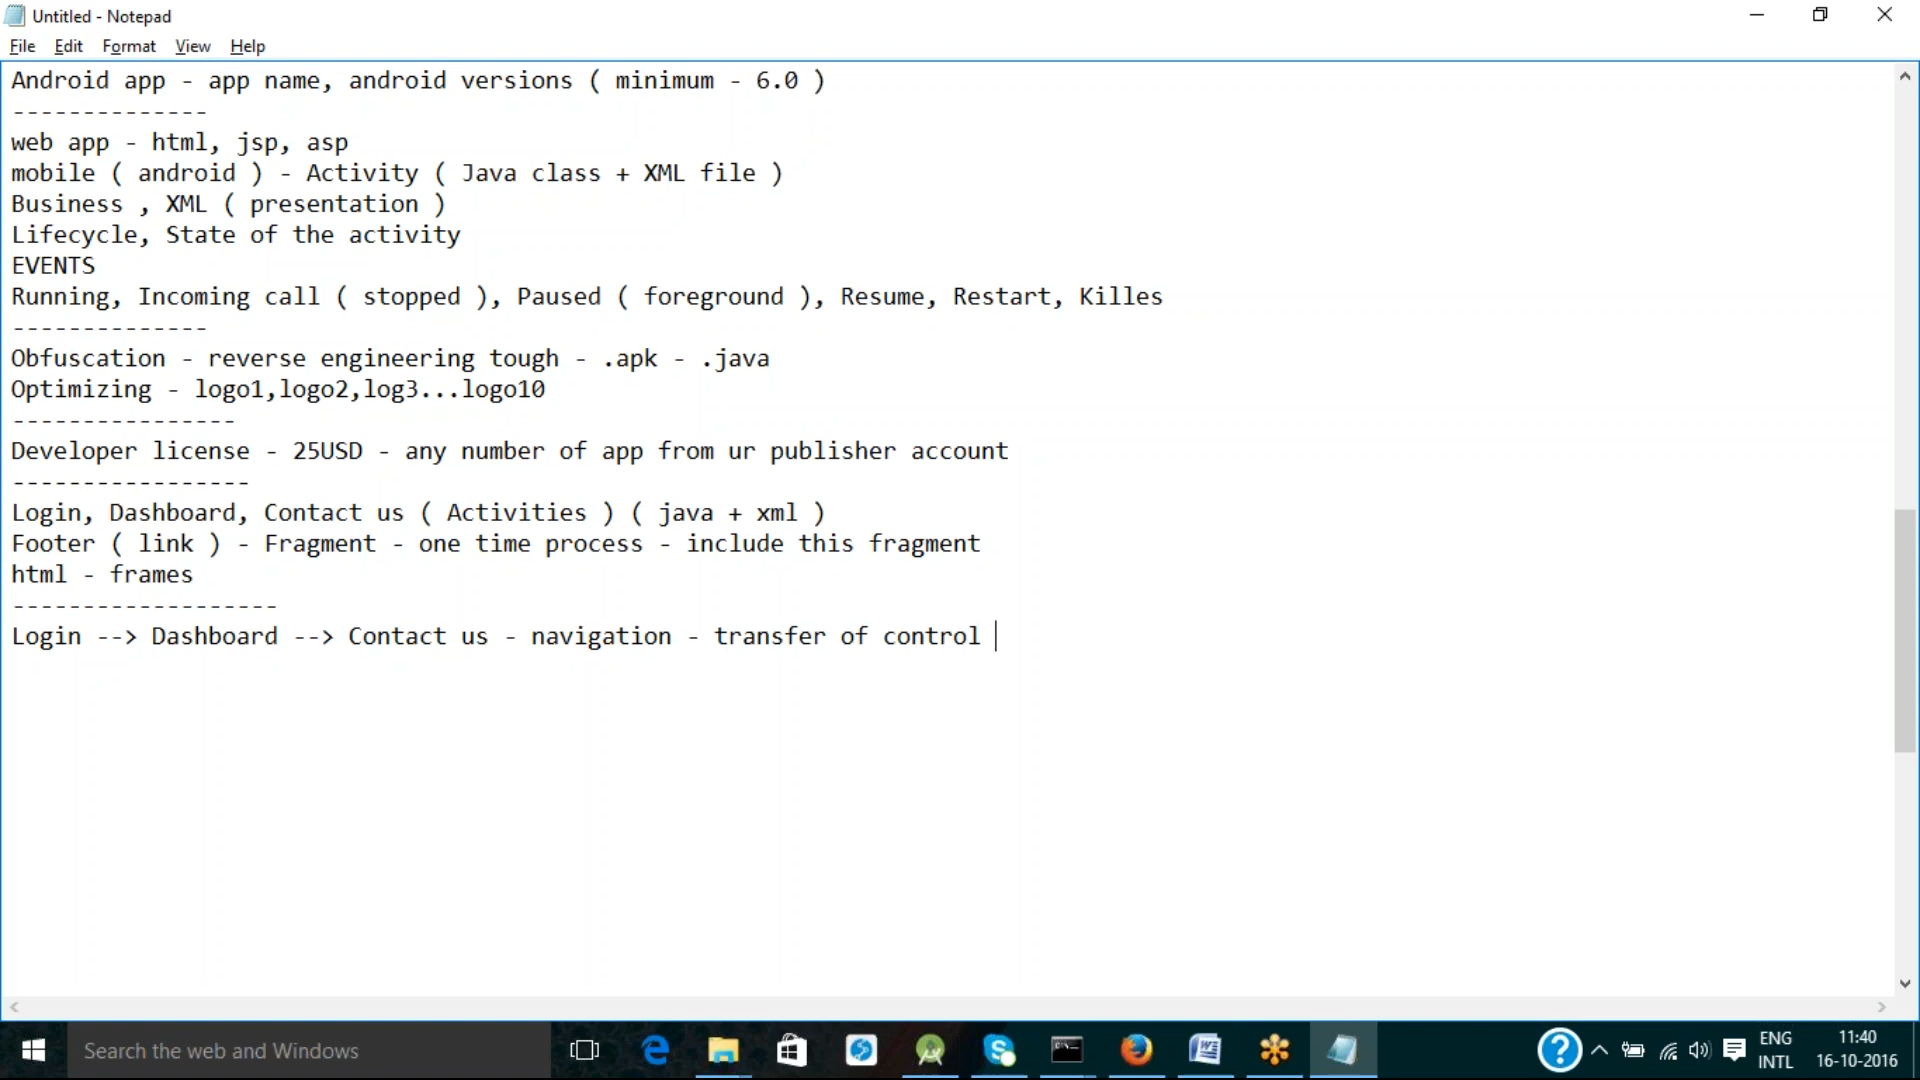 Untitled - Notepad
File Edit Format View Help
Android app - app name, android versions ( minimum - 6.0 )
--------------
web app - html, jsp, asp
mobile ( android ) - Activity ( Java class + XML file )
Business , XML ( presentation )
Lifecycle, State of the activity
EVENTS
Running, Incoming call ( stopped ), Paused ( foreground ), Resume, Restart, Killes
--------------
Obfuscation - reverse engineering tough - .apk - .java
Optimizing - logo1,logo2,log3...logo10
----------------
Developer license - 25USD - any number of app from ur publisher account
-----------------
Login, Dashboard, Contact us ( Activities ) ( java + xml )
Footer ( link ) - Fragment - one time process - include this fragment
html - frames
-------------------
Login --> Dashboard --> Contact us - navigation - transfer of control
Search the web and Windows
ENG
INTL
11:40
16-10-2016